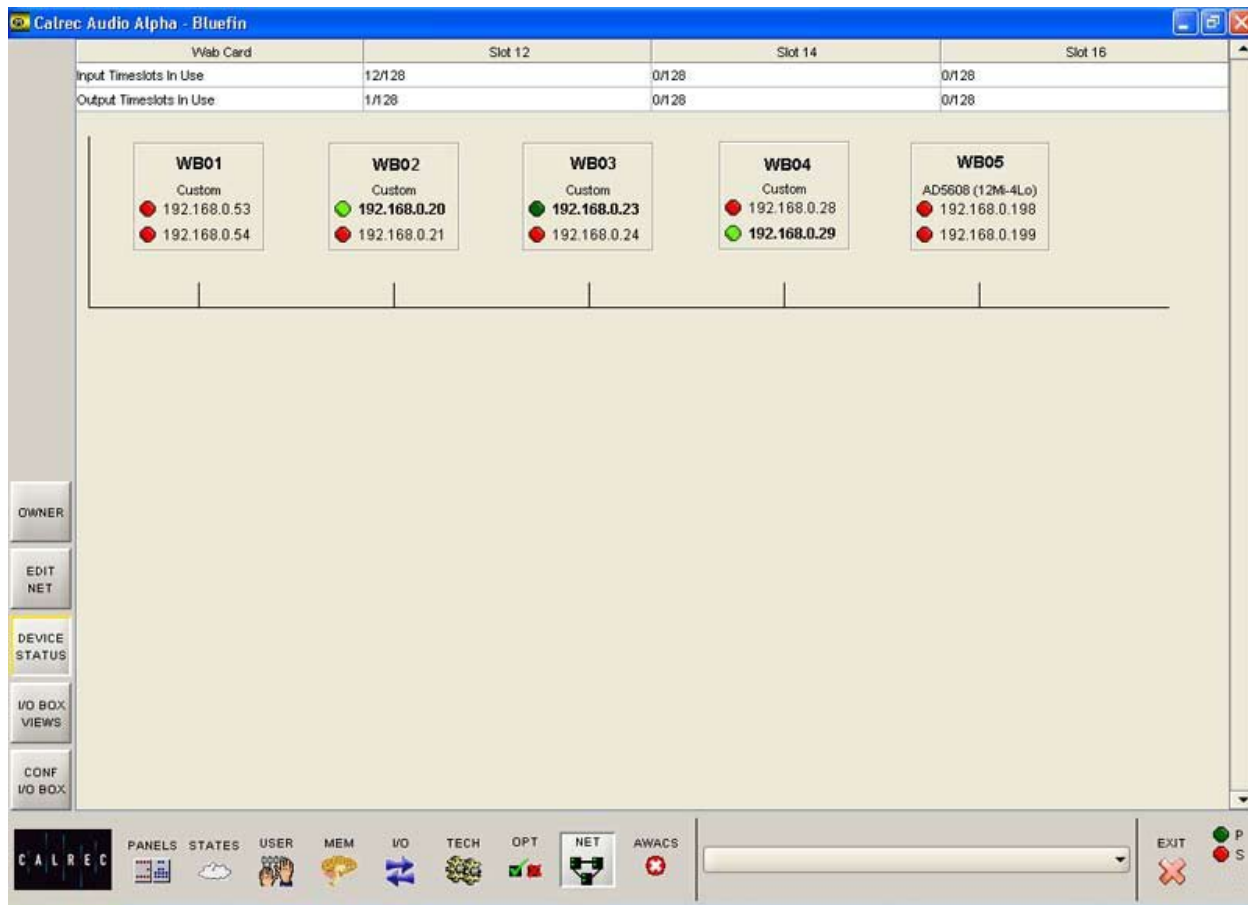 Calrec Audio Alpha - Bluefin
Wab Card Slot 12 Slot 14 Slot 16
Input Timeslots In Use 12/128 0/128 0/128
Output Timeslots In Use 1/128 0/128 0/128
WB01 WB02 WB03 WB04 WB05
Custom Custom Custom Custom AD5608 (12Mi-4Lo)
192.168.0.53 192.168.0.20 192.168.0.23 192.168.0.28 192.168.0.198
192.168.0.54 192.168.0.21 192.168.0.24 192.168.0.29 192.168.0.199
OWNER
EDIT
NET
DEVICE
STATUS
I/O BOX
VIEWS
CONF
I/O BOX
CALREC PANELS STATES USER MEM I/O TECH OPT NET AWACS EXIT P
S